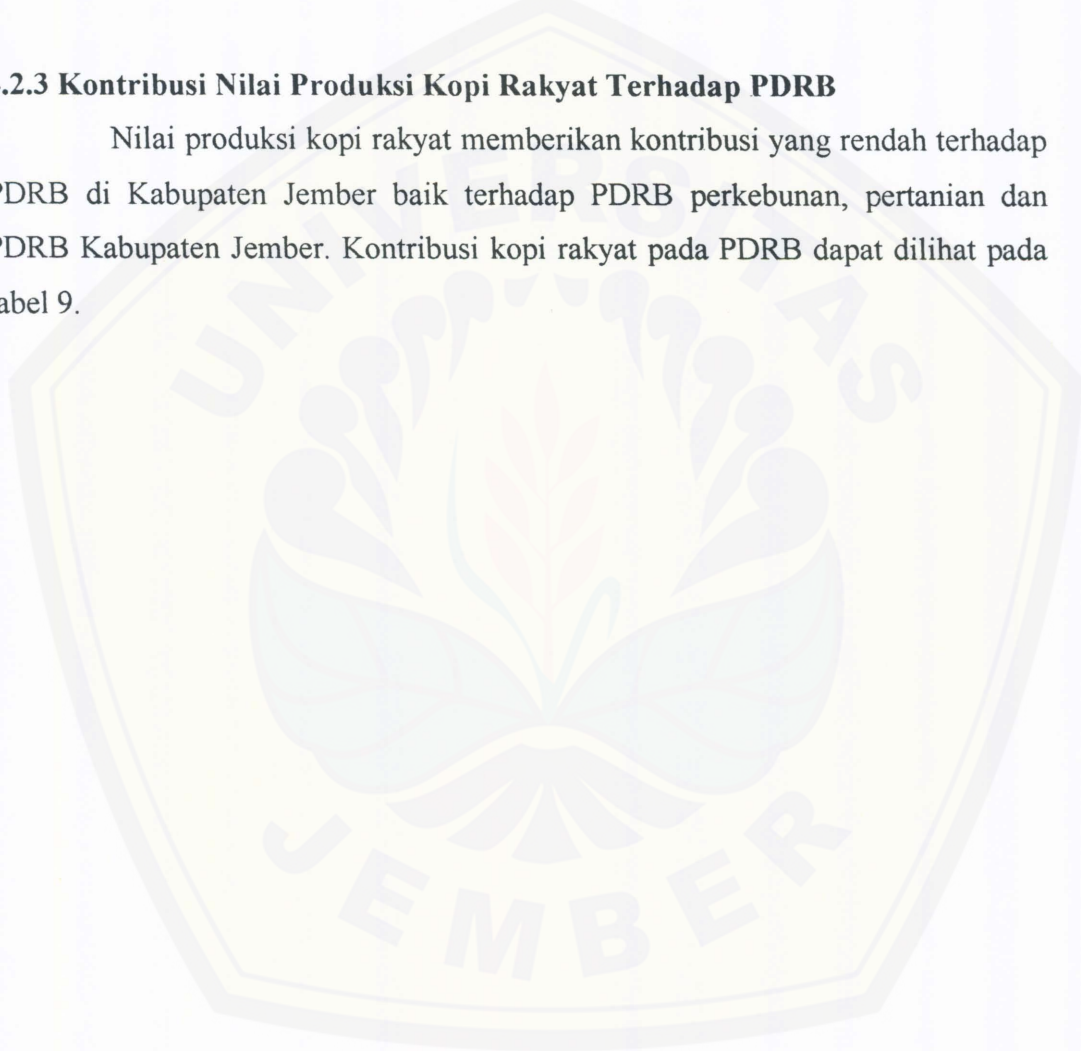 .2.3 Kontribusi Nilai Produksi Kopi Rakyat Terhadap PDRB
Nilai produksi kopi rakyat memberikan kontribusi yang rendah terhadap
PDRB di Kabupaten Jember baik terhadap PDRB perkebunan, pertanian dan
PDRB Kabupaten Jember. Kontribusi kopi rakyat pada PDRB dapat dilihat pada
abel 9.
UNIVERSITAS
JEMBER